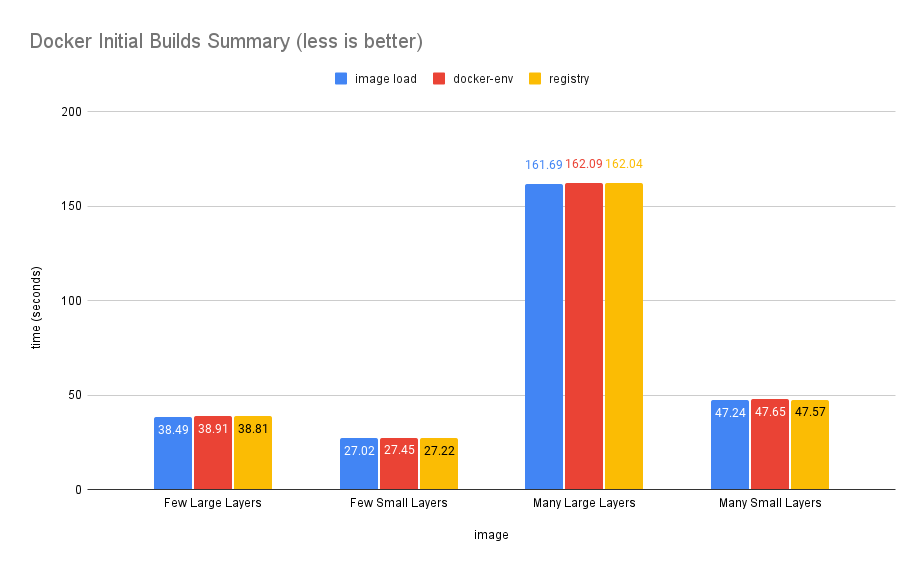 Docker Initial Builds Summary (less is better)
image load docker-env registry
200
150
100
50
0
time (seconds)
38.49 38.91 38.81
27.02 27.45 27.22
161.69 162.09 162.04
47.24 47.65 47.57
Few Large Layers Few Small Layers Many Large Layers Many Small Layers
image